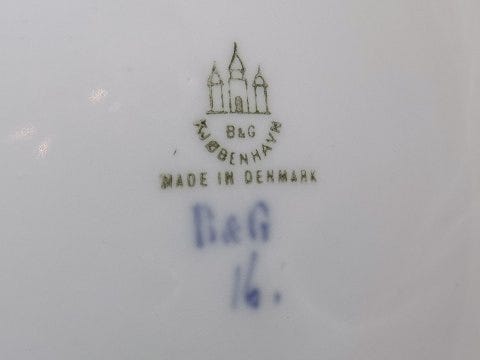 B&G
KJØBENHAVN
MADE IN DENMARK
B&G
16.